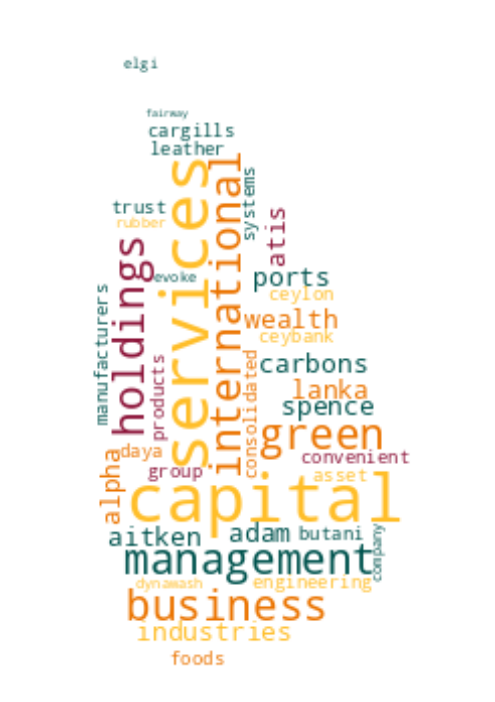 elgi
fairway
cargills
leather
services
international
systems
trust
rubber
atis
holdings
evoke
ports
manufacturers
ceylon
wealth
ceybank
products
consolidated
carbons
lanka
spence
green
daya
alpha
group
convenient
asset
capital
aitken
adam
butani
company
management
dynawash
engineering
business
industries
foods